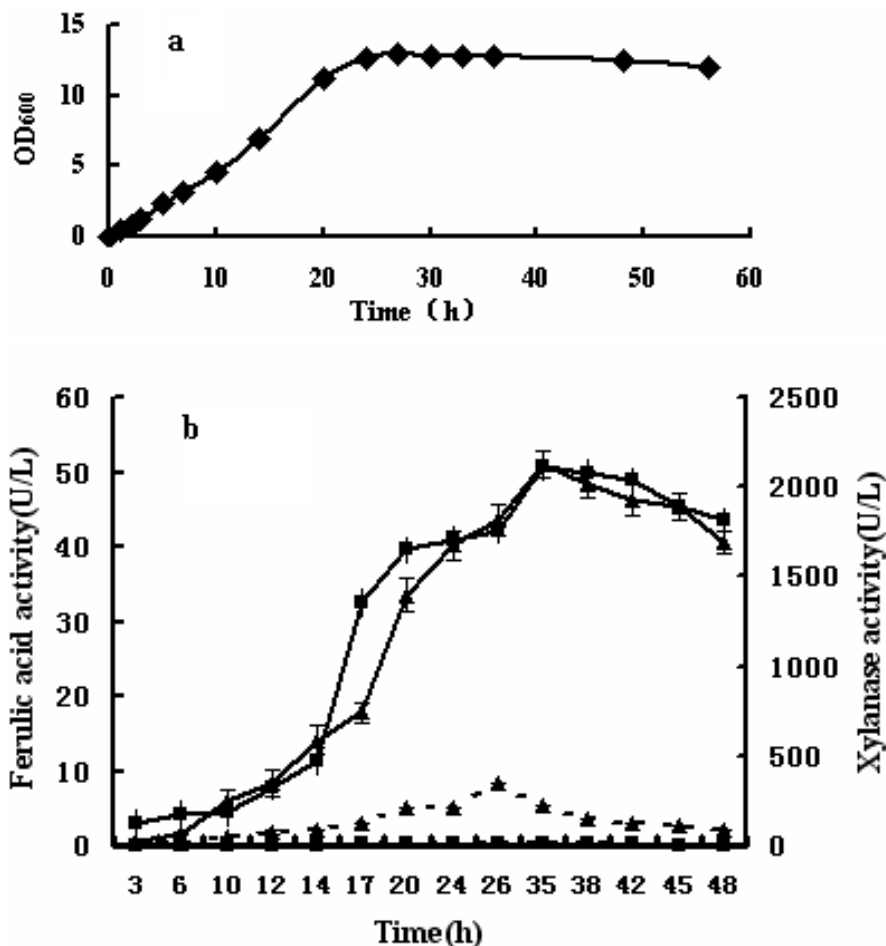 15
a
10
OD600
5
0
0 10 20 30 40 50 60
Time (h)
60 2500
b
50 2000
40
1500
30
1000
20
500
10
0 0
Ferulic acid activity(U/L)
Xylanase activity(U/L)
3 6 10 12 14 17 20 24 26 35 38 42 45 48
Time(h)